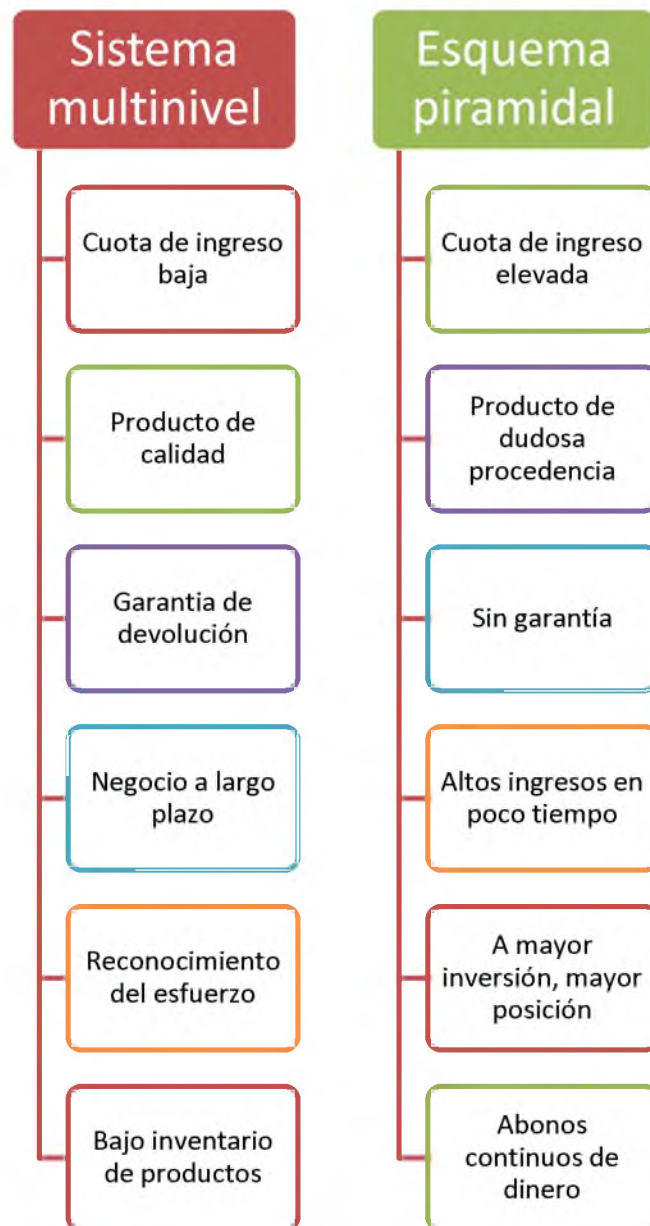 Sistema
multinivel
Cuota de ingreso
baja
Producto de
calidad
Garantia de
devolución
Negocio a largo
plazo
Reconocimiento
del esfuerzo
Bajo inventario
de productos
Esquema
piramidal
Cuota de ingreso
elevada
Producto de
dudosa
procedencia
Sin garantía
Altos ingresos en
poco tiempo
A mayor
inversión, mayor
posición
Abonos
continuos de
dinero